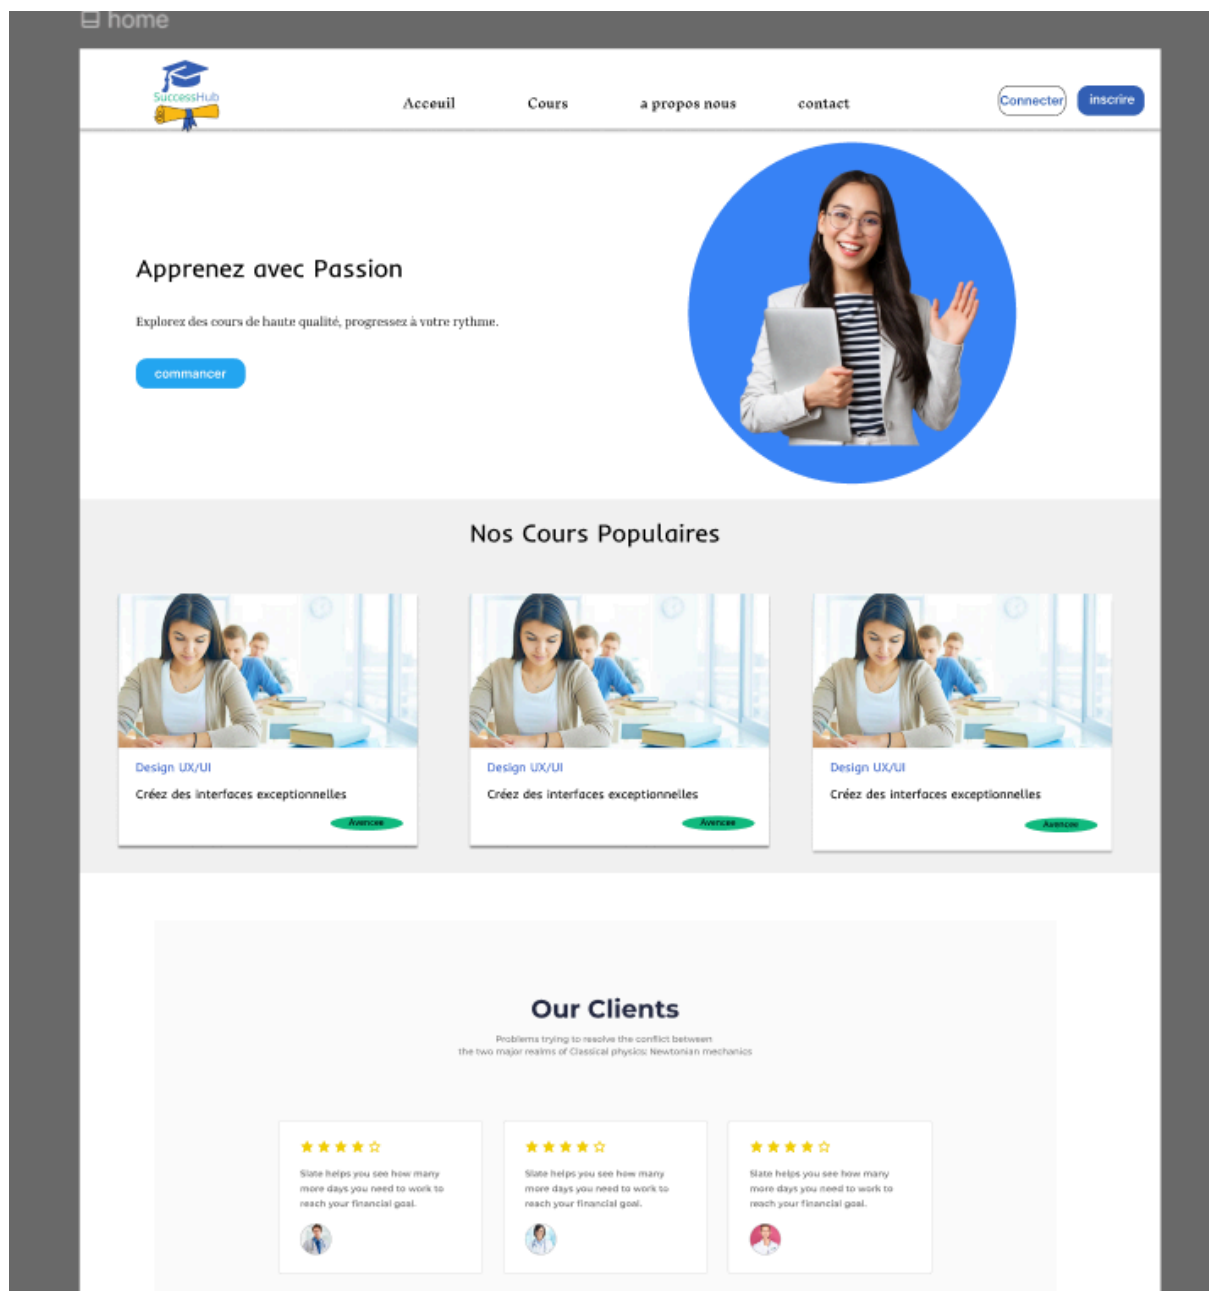 home
SuccessHub
Acceuil
Cours
a propos nous
contact
Connecter
inscrire
Apprenez avec Passion
Explorez des cours de haute qualité, progressez à votre rythme.
commancer
Nos Cours Populaires
Design UX/UI
Créez des interfaces exceptionnelles
Avencee
Design UX/UI
Créez des interfaces exceptionnelles
Avencee
Design UX/UI
Créez des interfaces exceptionnelles
Avencee
Our Clients
Problems trying to resolve the conflict between
the two major realms of Classical physics: Newtonian mechanics
Slate helps you see how many
more days you need to work to
reach your financial goal.
Slate helps you see how many
more days you need to work to
reach your financial goal.
Slate helps you see how many
more days you need to work to
reach your financial goal.